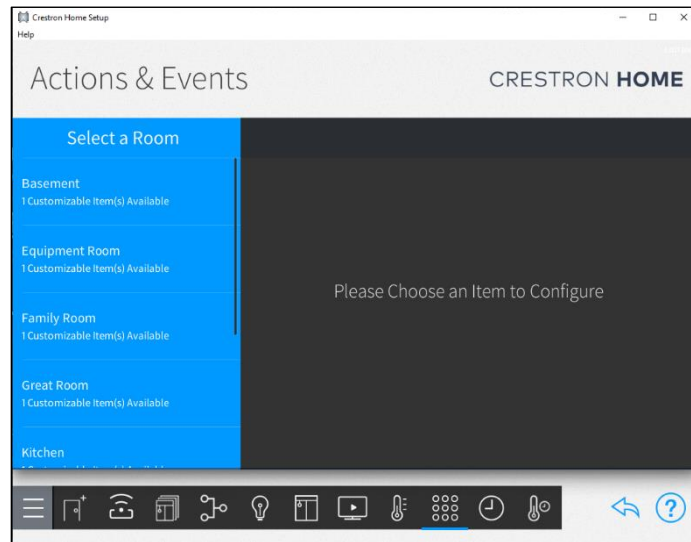 Crestron Home Setup
Help
Actions & Events
CRESTRON HOME
Select a Room
Basement
1 Customizable Item(s) Available
Equipment Room
1 Customizable Item(s) Available
Family Room
1 Customizable Item(s) Available
Great Room
1 Customizable Item(s) Available
Kitchen
Please Choose an Item to Configure
?